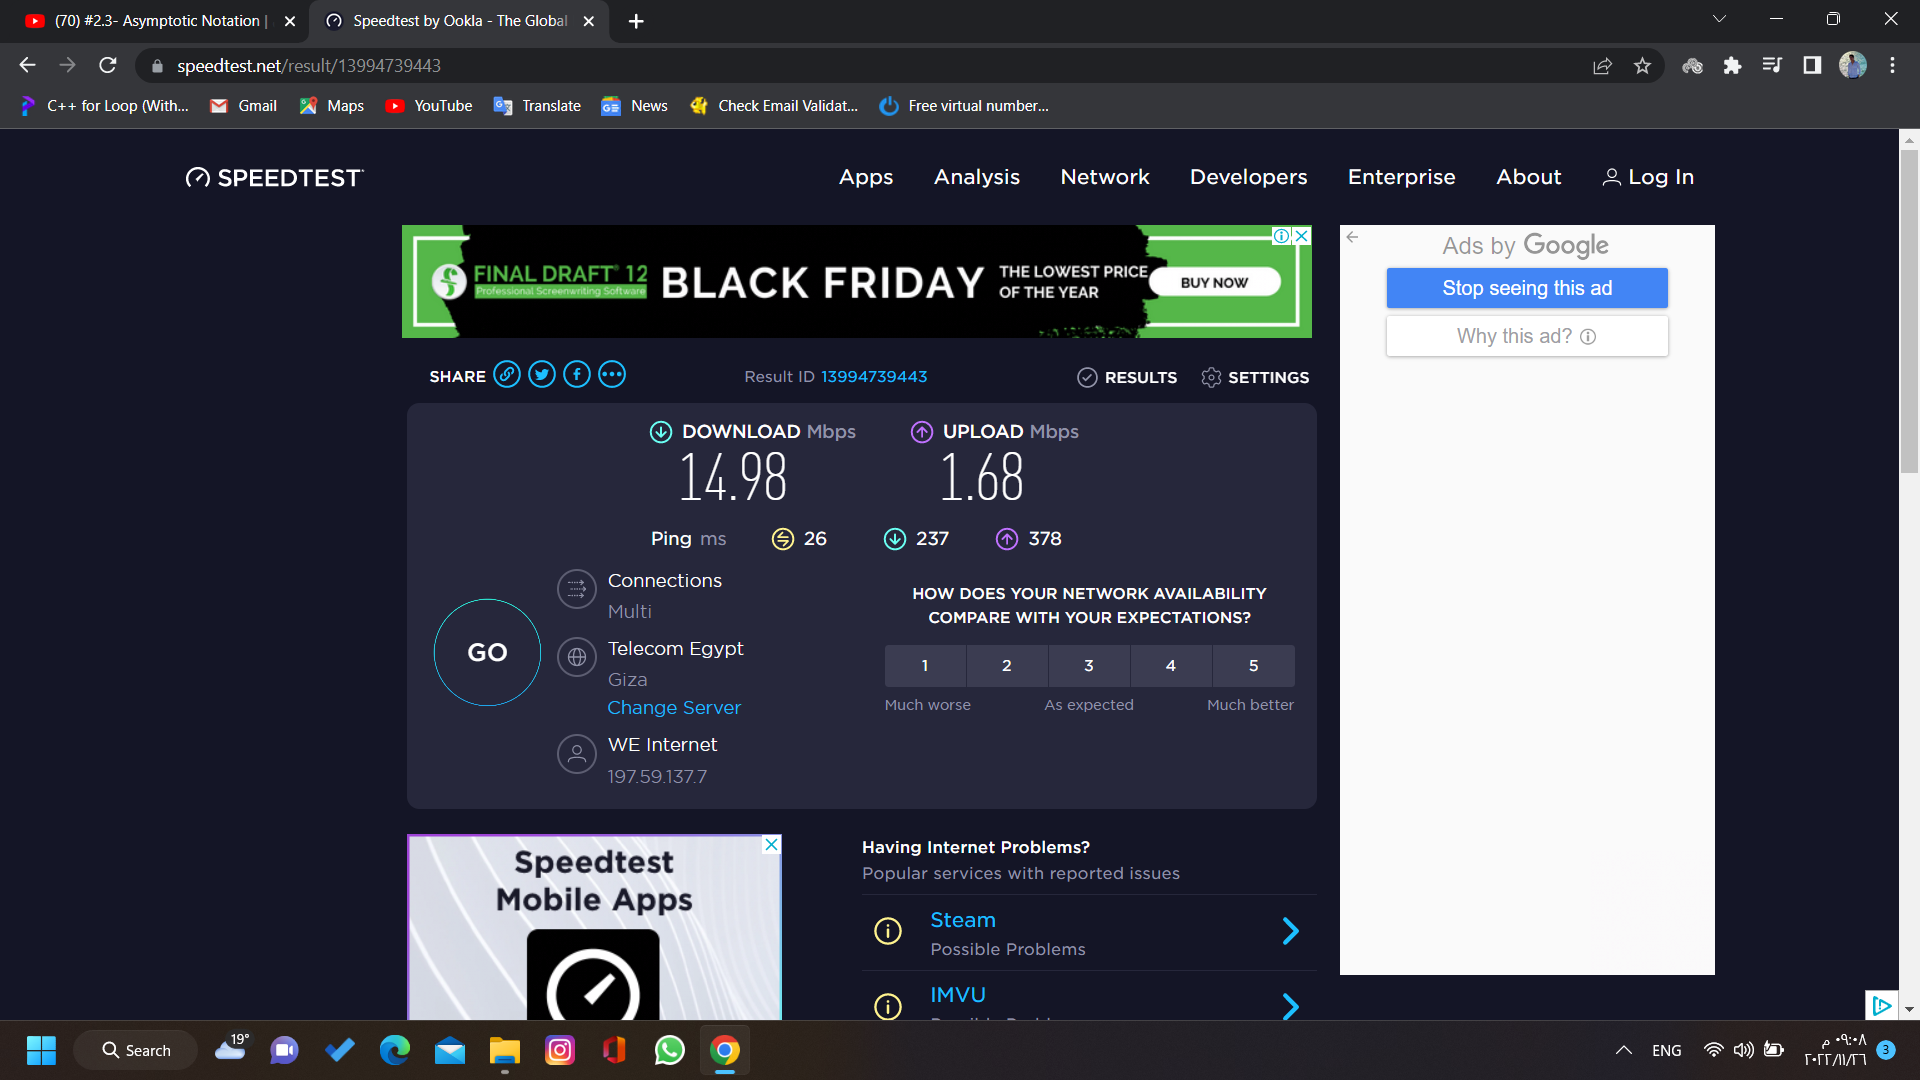 (70) #2.3- Asymptotic Notation |
Speedtest by Ookla - The Global
speedtest.net/result/13994739443
C++ for Loop (With...
Gmail
Maps
YouTube
Translate
News
Check Email Validat...
Free virtual number...
SPEEDTEST
Apps
Analysis
Network
Developers
Enterprise
About
Log In
FINAL DRAFT® 12
Professional Screenwriting Software
BLACK FRIDAY
THE LOWEST PRICE
OF THE YEAR
BUY NOW
Ads by Google
Stop seeing this ad
Why this ad?
SHARE
Result ID 13994739443
RESULTS
SETTINGS
DOWNLOAD Mbps
14.98
UPLOAD Mbps
1.68
Ping ms
26
237
378
GO
Connections
Multi
Telecom Egypt
Giza
Change Server
WE Internet
197.59.137.7
HOW DOES YOUR NETWORK AVAILABILITY
COMPARE WITH YOUR EXPECTATIONS?
1 2 3 4 5
Much worse
As expected
Much better
Speedtest
Mobile Apps
Having Internet Problems?
Popular services with reported issues
Steam
Possible Problems
IMVU
19°
Search
ENG
٠٩:٠٨ م
٢٠٢٢/١١/٢٦
3